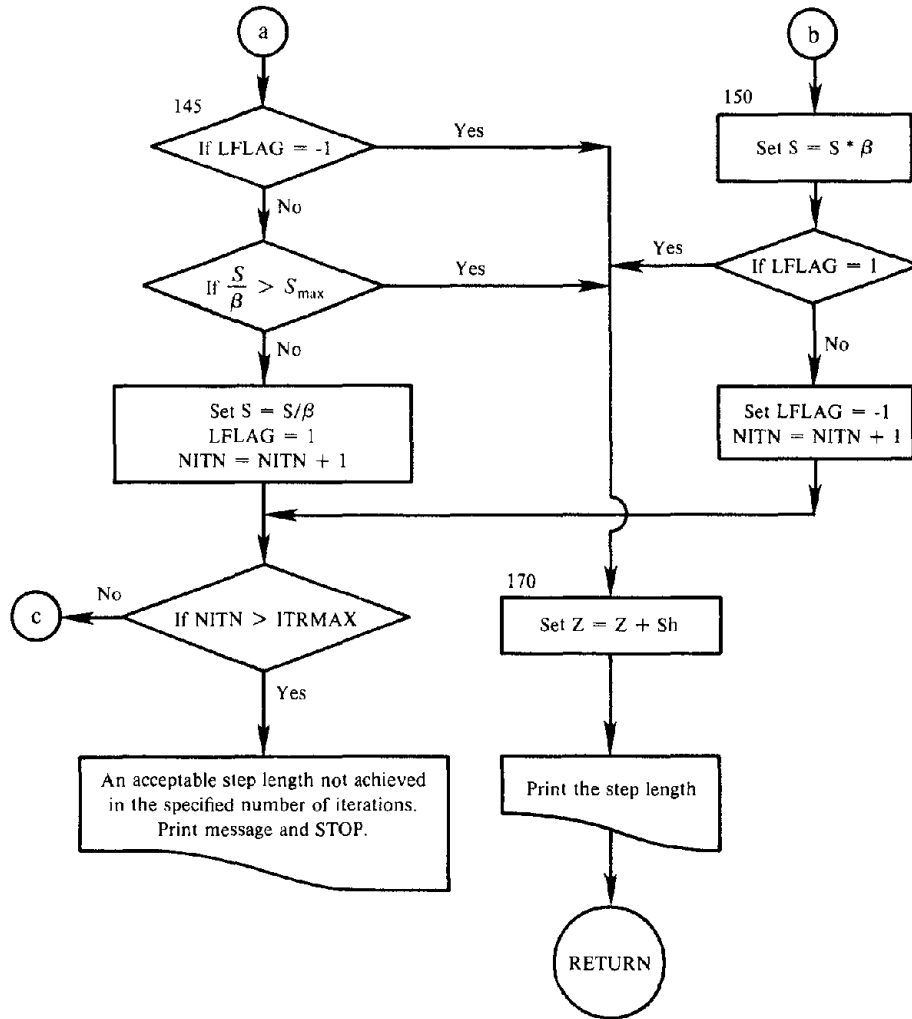 a
145
If LFLAG = -1
Yes
No
If S/β > Smax
Yes
No
Set S = S/β
LFLAG = 1
NITN = NITN + 1
If NITN > ITRMAX
No
c
Yes
An acceptable step length not achieved
in the specified number of iterations.
Print message and STOP.
b
150
Set S = S * β
If LFLAG = 1
Yes
No
Set LFLAG = -1
NITN = NITN + 1
170
Set Z = Z + Sh
Print the step length
RETURN